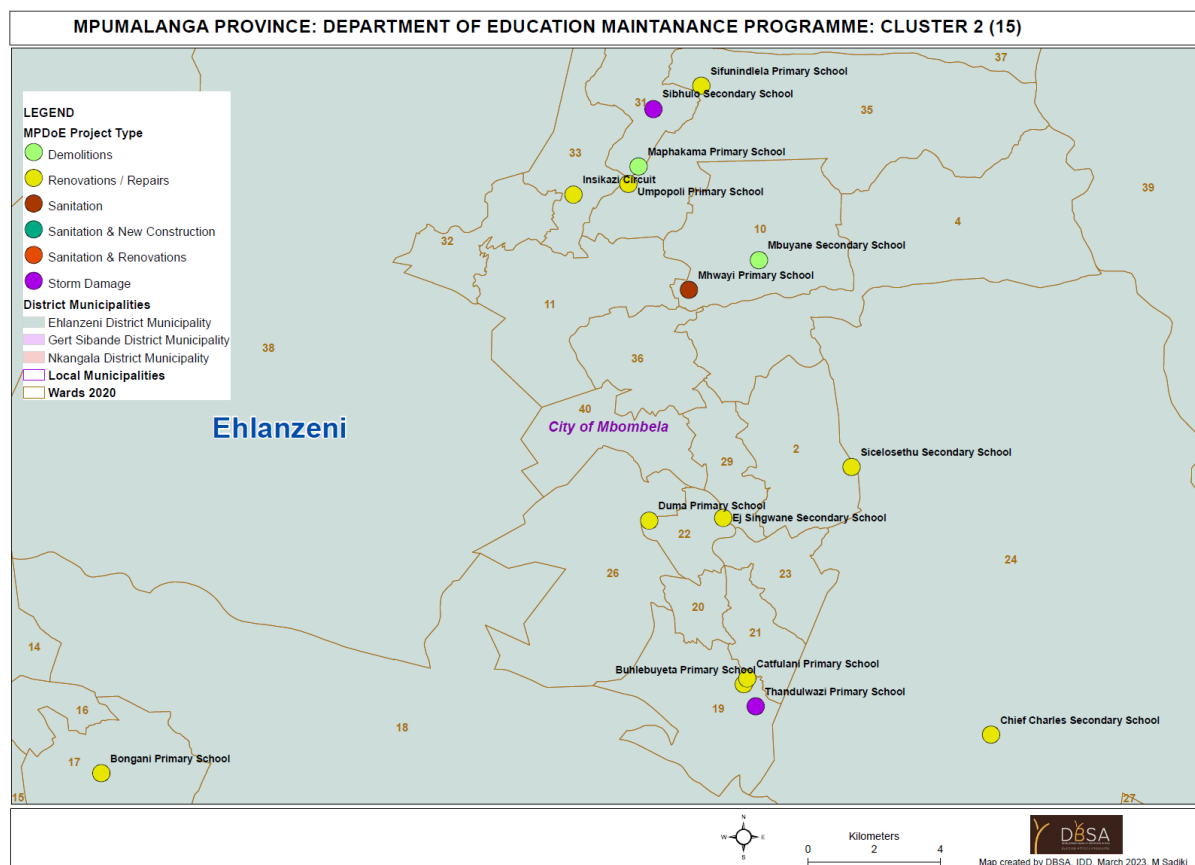 MPUMALANGA PROVINCE: DEPARTMENT OF EDUCATION MAINTANANCE PROGRAMME: CLUSTER 2 (15)
LEGEND
MPDoE Project Type
Demolitions
Renovations / Repairs
Sanitation
Sanitation & New Construction
Sanitation & Renovations
Storm Damage
District Municipalities
Ehlanzeni District Municipality
Gert Sibande District Municipality
Nkangala District Municipality
Local Municipalities
Wards 2020
37
Sifunindlela Primary School
Sibhulo Secondary School
31
35
Maphakama Primary School
33
Insikazi Circuit
Umpopoli Primary School
39
4
10
32
Mbuyane Secondary School
Mhwayi Primary School
11
38
36
40
Ehlanzeni
City of Mbombela
2
29
Sicelosethu Secondary School
Duma Primary School
Ej Singwane Secondary School
22
24
26
23
20
21
14
Catfulani Primary School
Buhlebuyeta Primary School
Thandulwazi Primary School
19
16
18
Chief Charles Secondary School
17
Bongani Primary School
15
27
N
W
E
S
Kilometers
0
2
4
DBSA
Map created by DBSA, IDD, March 2023, M Sadiki